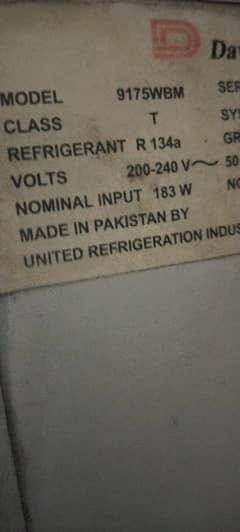 D Da
MODEL 9175WBM SER
CLASS T SYS
REFRIGERANT R 134a GR
VOLTS 200-240 V~ 50
NOMINAL INPUT 183 W NO
MADE IN PAKISTAN BY
UNITED REFRIGERATION INDUS